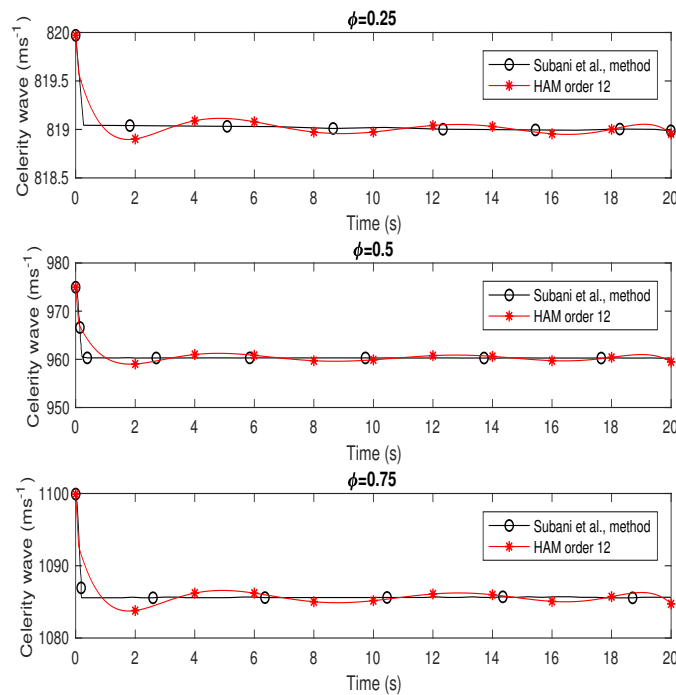 ϕ=0.25
Celerity wave (ms⁻¹)
820
819.5
819
818.5
Subani et al., method
HAM order 12
0 2 4 6 8 10 12 14 16 18 20
Time (s)
ϕ=0.5
Celerity wave (ms⁻¹)
980
970
960
950
Subani et al., method
HAM order 12
0 2 4 6 8 10 12 14 16 18 20
Time (s)
ϕ=0.75
Celerity wave (ms⁻¹)
1100
1090
1080
Subani et al., method
HAM order 12
0 2 4 6 8 10 12 14 16 18 20
Time (s)